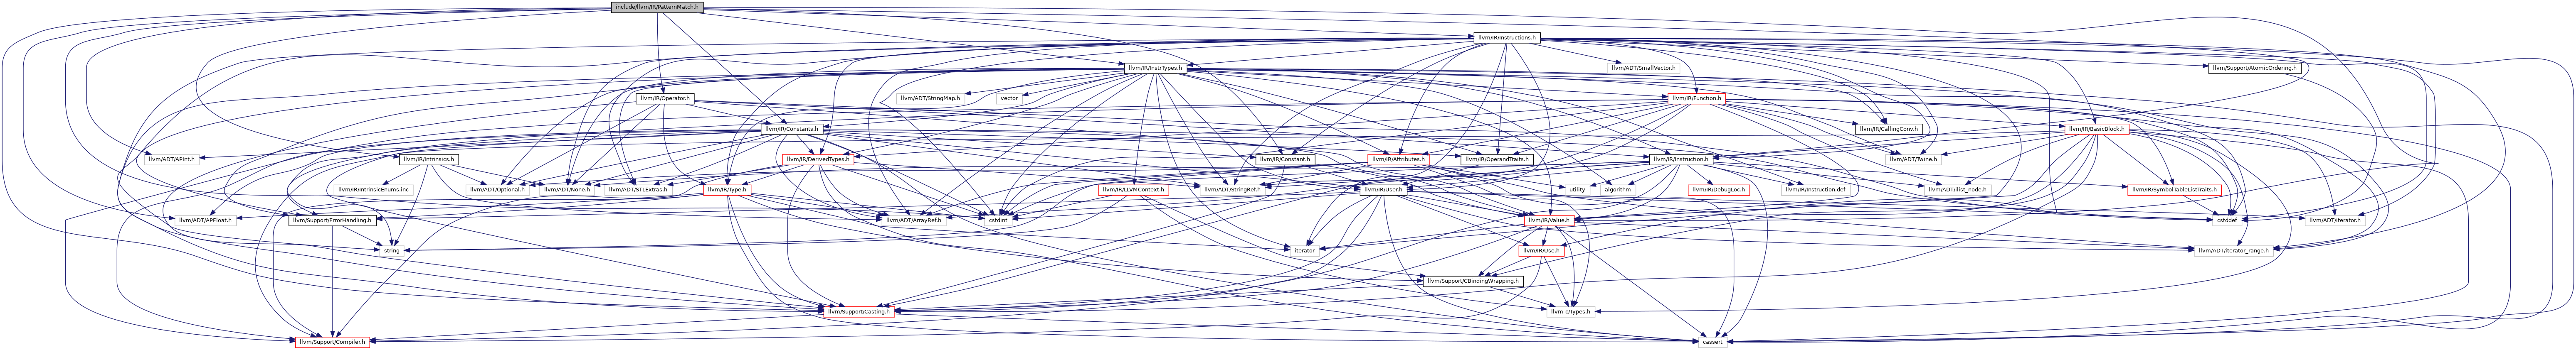 include/llvm/IR/PatternMatch.h
llvm/IR/Instructions.h
llvm/IR/InstrTypes.h
llvm/ADT/SmallVector.h
llvm/Support/AtomicOrdering.h
llvm/IR/Operator.h
llvm/ADT/StringMap.h
vector
llvm/IR/Function.h
llvm/IR/Constants.h
llvm/IR/CallingConv.h
llvm/IR/BasicBlock.h
llvm/ADT/APInt.h
llvm/IR/Intrinsics.h
llvm/IR/DerivedTypes.h
llvm/IR/Constant.h
llvm/IR/Attributes.h
llvm/IR/OperandTraits.h
llvm/IR/Instruction.h
llvm/ADT/Twine.h
llvm/IR/IntrinsicEnums.inc
llvm/ADT/Optional.h
llvm/ADT/None.h
llvm/ADT/STLExtras.h
llvm/IR/Type.h
llvm/IR/LLVMContext.h
llvm/ADT/StringRef.h
llvm/IR/User.h
utility
algorithm
llvm/IR/DebugLoc.h
llvm/IR/Instruction.def
llvm/ADT/ilist_node.h
llvm/IR/SymbolTableListTraits.h
llvm/ADT/APFloat.h
llvm/Support/ErrorHandling.h
llvm/ADT/ArrayRef.h
cstdint
llvm/IR/Value.h
cstddef
llvm/ADT/iterator.h
string
iterator
llvm/IR/Use.h
llvm/ADT/iterator_range.h
llvm/Support/CBindingWrapping.h
llvm/Support/Casting.h
llvm-c/Types.h
llvm/Support/Compiler.h
cassert